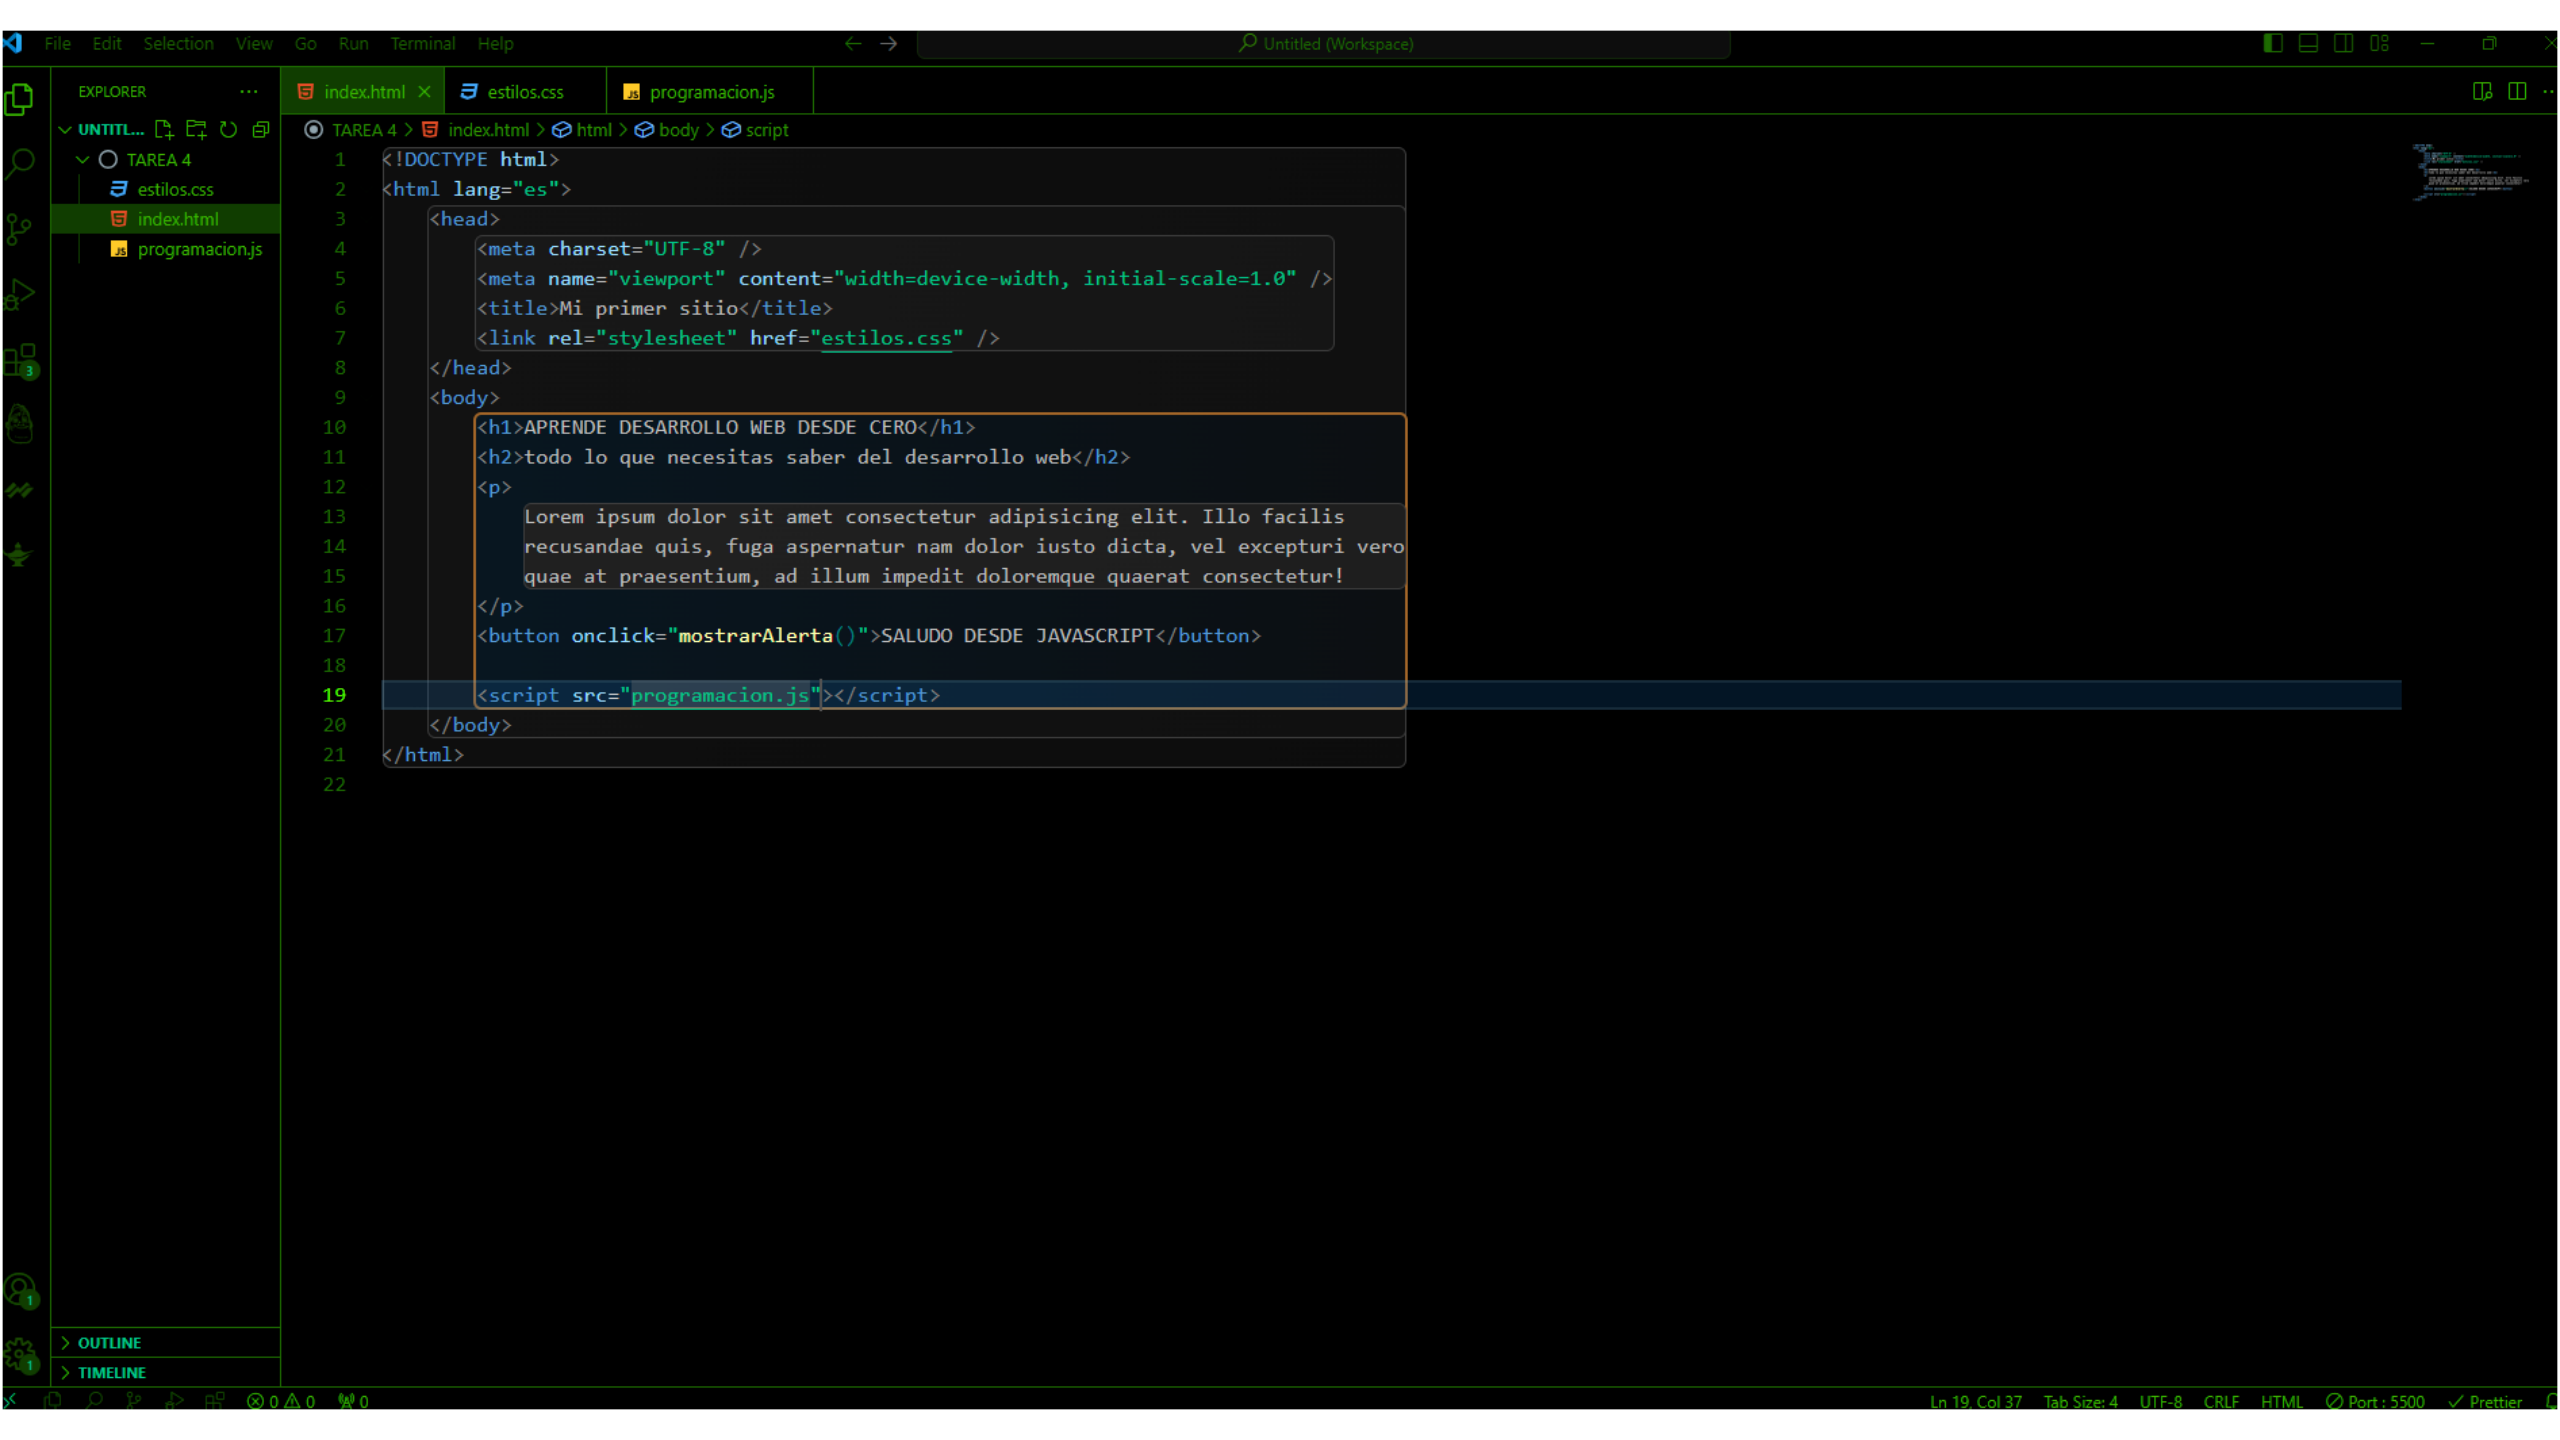 File Edit Selection View Go Run Terminal Help
Untitled (Workspace)
EXPLORER
index.html
estilos.css
programacion.js
UNTITL...
TAREA 4 > index.html > html > body > script
TAREA 4
estilos.css
index.html
programacion.js
1 <!DOCTYPE html>
2 <html lang="es">
3 <head>
4 <meta charset="UTF-8" />
5 <meta name="viewport" content="width=device-width, initial-scale=1.0" />
6 <title>Mi primer sitio</title>
7 <link rel="stylesheet" href="estilos.css" />
8 </head>
9 <body>
10 <h1>APRENDE DESARROLLO WEB DESDE CERO</h1>
11 <h2>todo lo que necesitas saber del desarrollo web</h2>
12 <p>
13 Lorem ipsum dolor sit amet consectetur adipisicing elit. Illo facilis
14 recusandae quis, fuga aspernatur nam dolor iusto dicta, vel excepturi vero
15 quae at praesentium, ad illum impedit doloremque quaerat consectetur!
16 </p>
17 <button onclick="mostrarAlerta()">SALUDO DESDE JAVASCRIPT</button>
18
19 <script src="programacion.js"></script>
20 </body>
21 </html>
22
3
1
1
OUTLINE
TIMELINE
0 0 0
Ln 19, Col 37 Tab Size: 4 UTF-8 CRLF HTML Port : 5500 Prettier